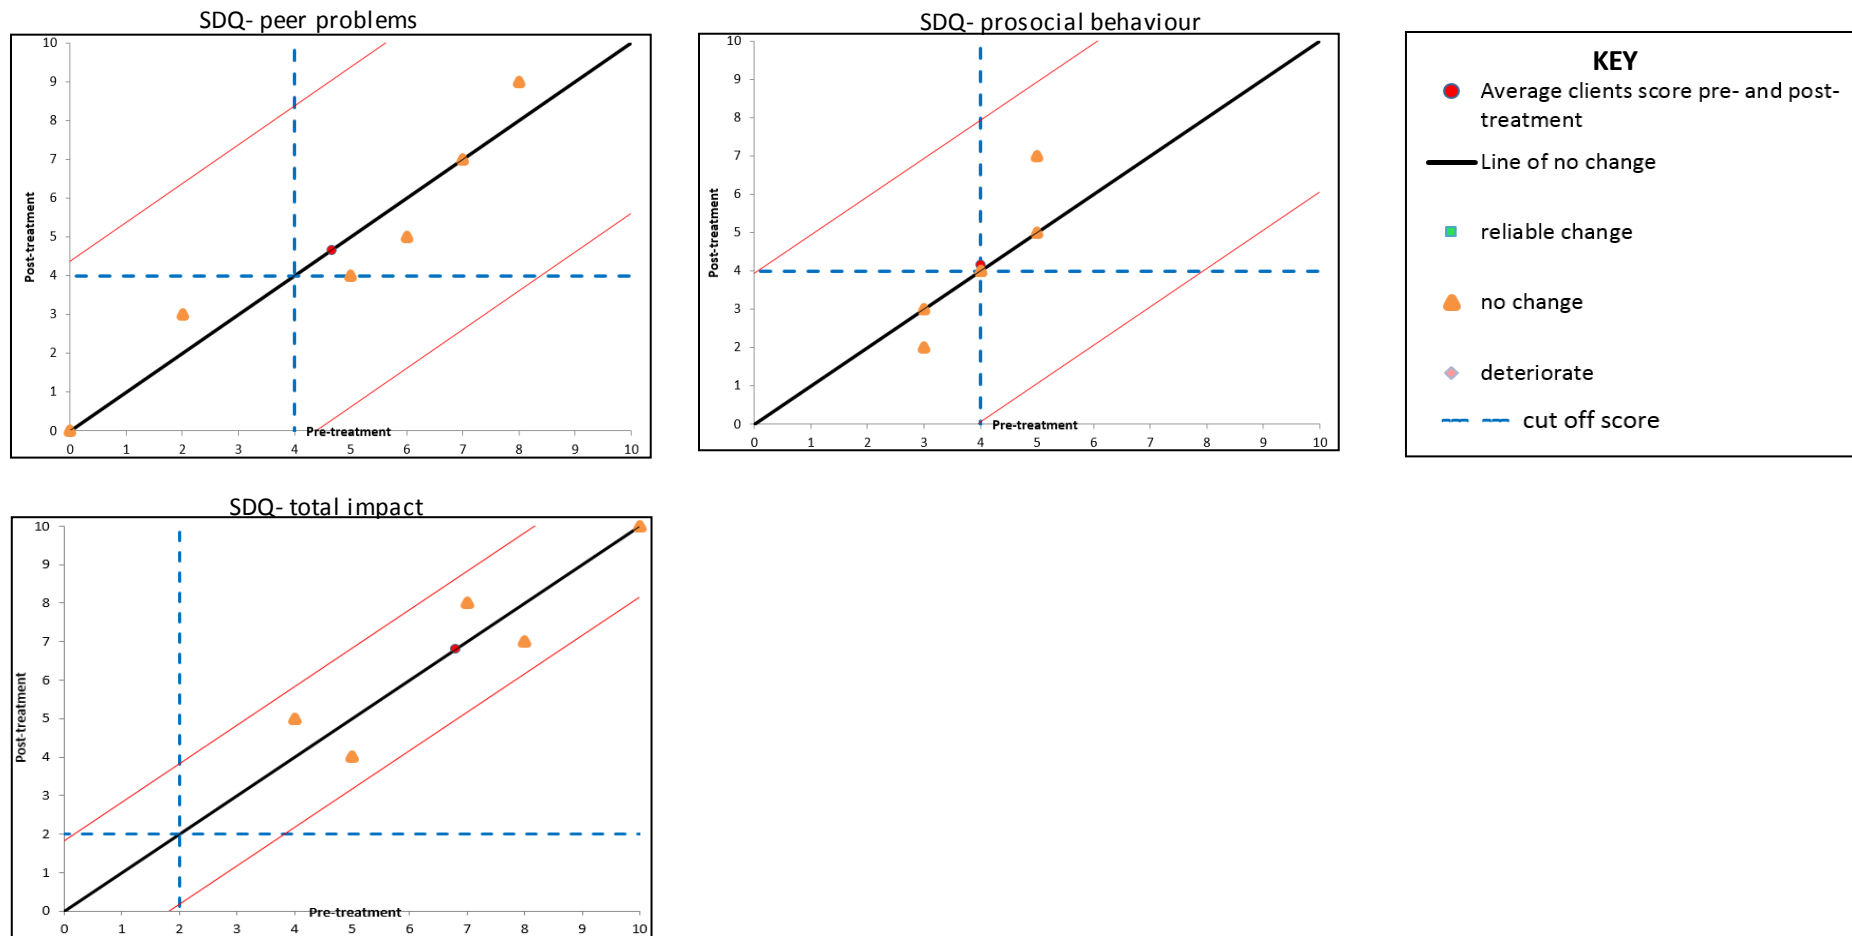 SDQ- peer problems
10
9
8
7
6
5
4
3
2
1
0
Post-treatment
Pre-treatment
0 1 2 3 4 5 6 7 8 9 10
SDQ- prosocial behaviour
10
9
8
7
6
5
4
3
2
1
0
Post-treatment
Pre-treatment
0 1 2 3 4 5 6 7 8 9 10
KEY
Average clients score pre- and post-
treatment
Line of no change
reliable change
no change
deteriorate
cut off score
SDQ- total impact
10
9
8
7
6
5
4
3
2
1
0
Post-treatment
Pre-treatment
0 1 2 3 4 5 6 7 8 9 10